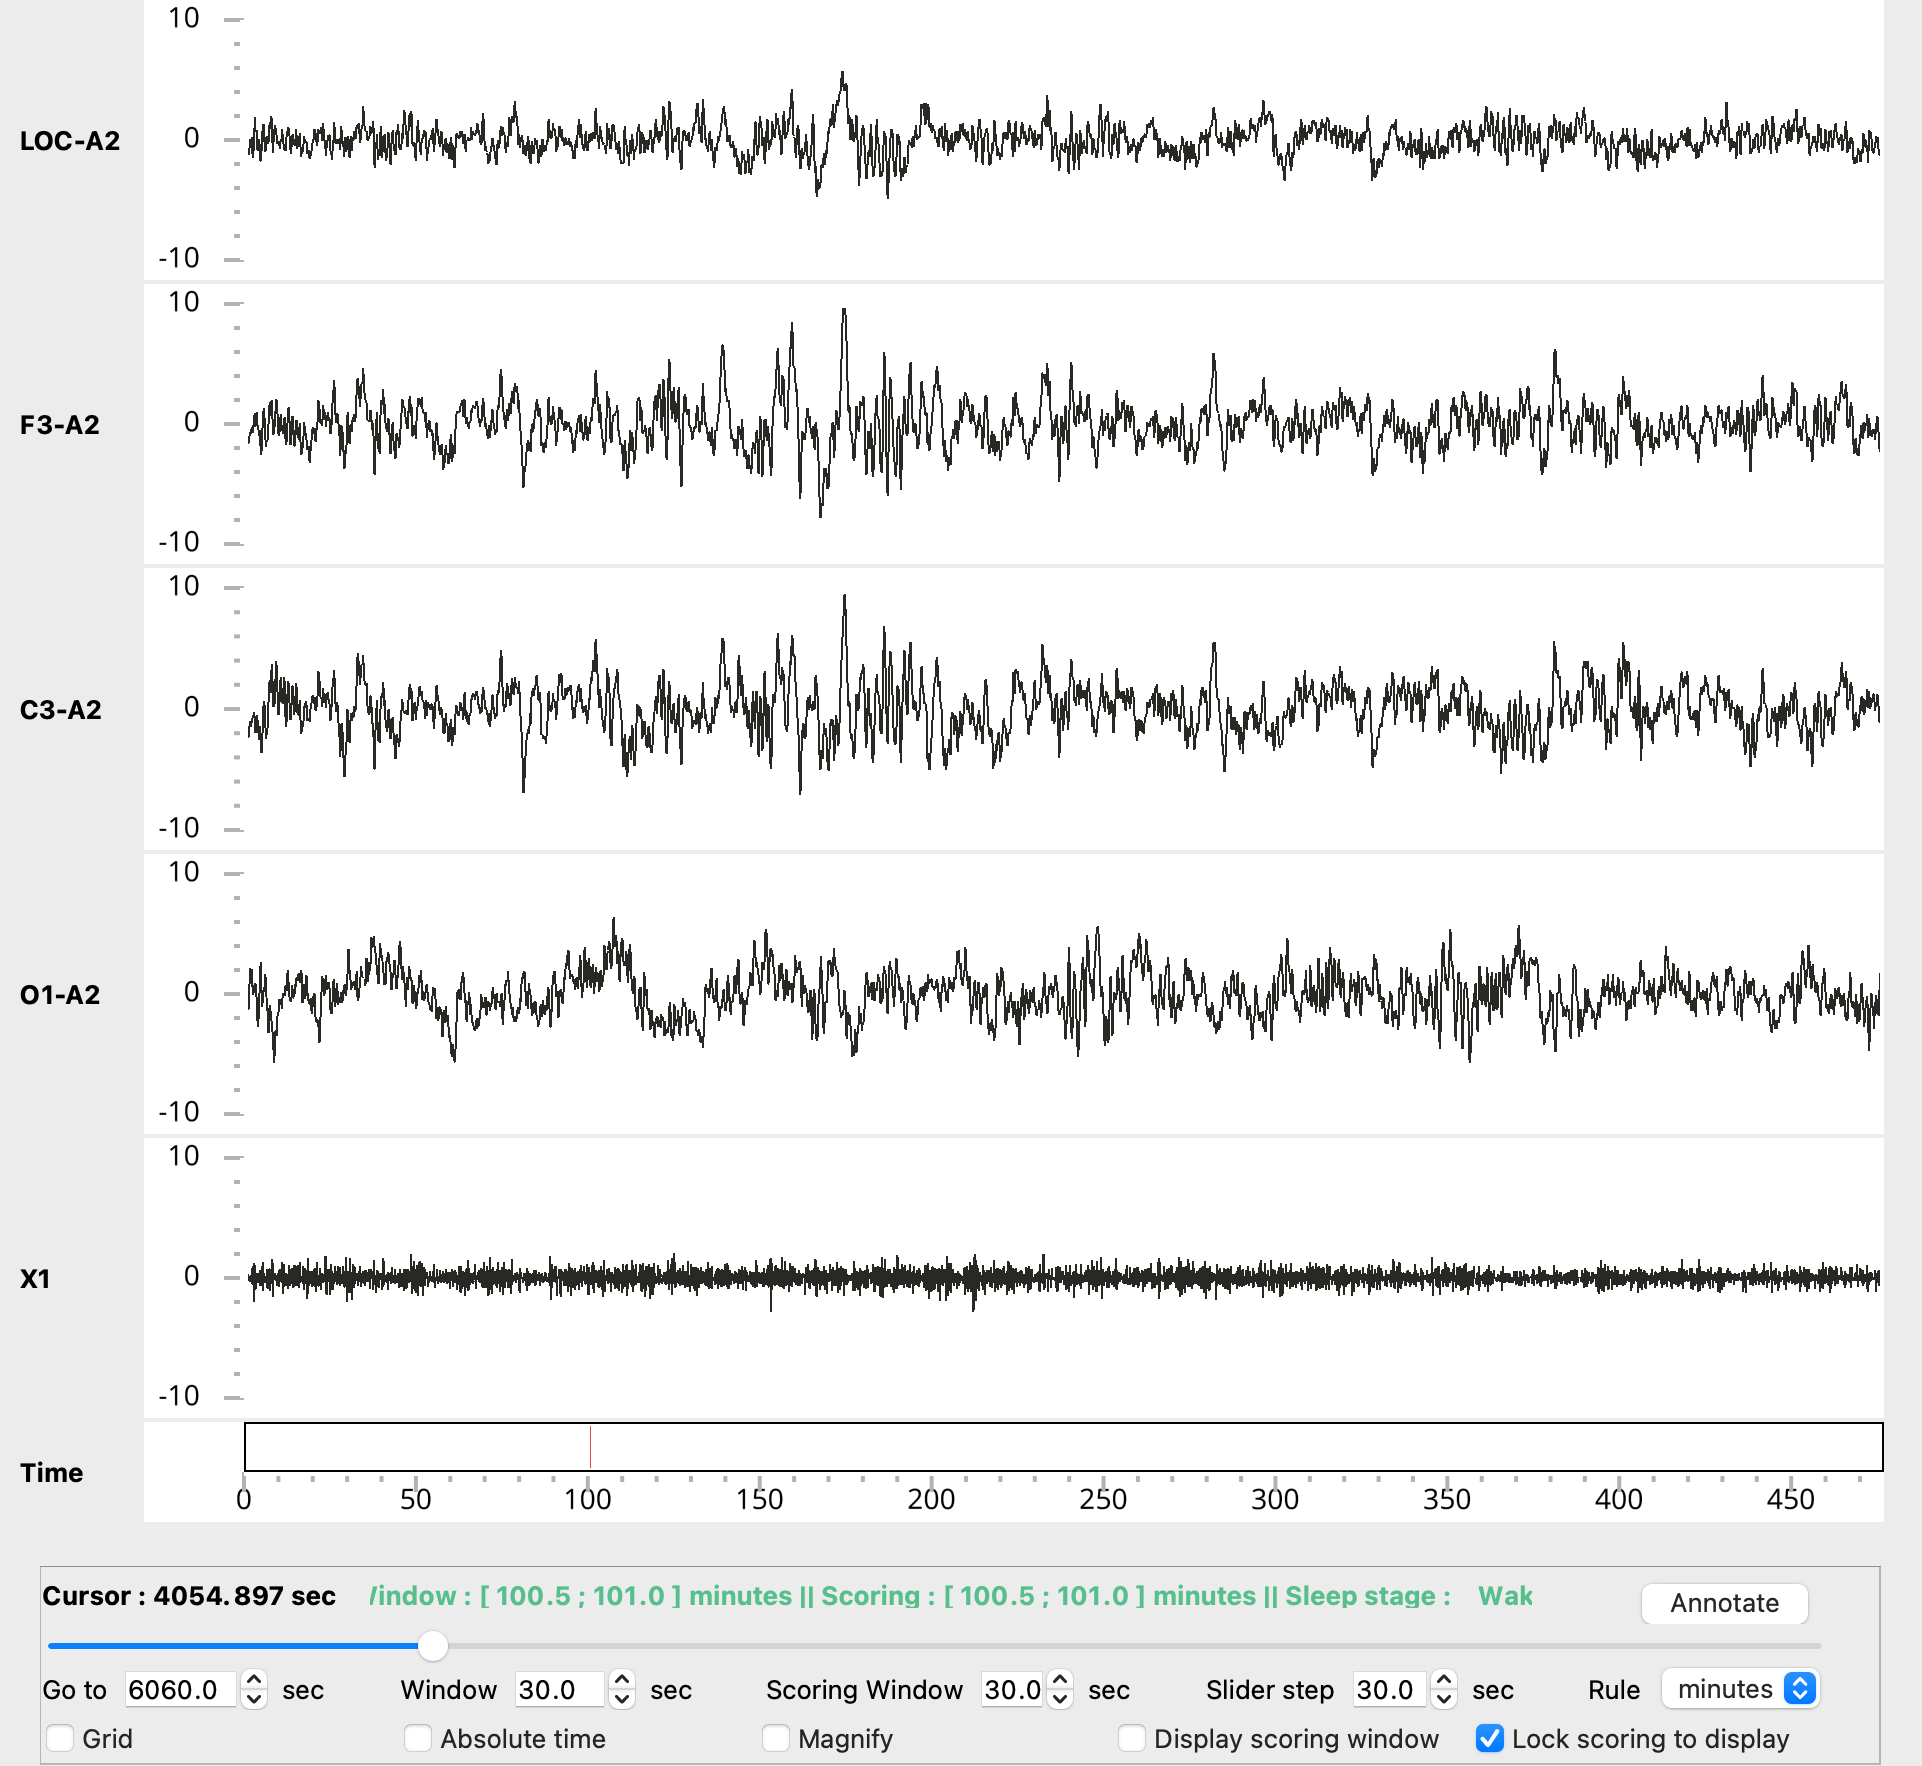 10
LOC-A2 0
-10
10
F3-A2 0
-10
10
C3-A2 0
-10
10
O1-A2 0
-10
10
X1 0
-10
Time
0 50 100 150 200 250 300 350 400 450
Cursor : 4054.897 sec indow : [ 100.5 ; 101.0 ] minutes || Scoring : [ 100.5 ; 101.0 ] minutes || Sleep stage : Wak Annotate
Go to 6060.0 sec Window 30.0 sec Scoring Window 30.0 sec Slider step 30.0 sec Rule minutes
Grid Absolute time Magnify Display scoring window Lock scoring to display